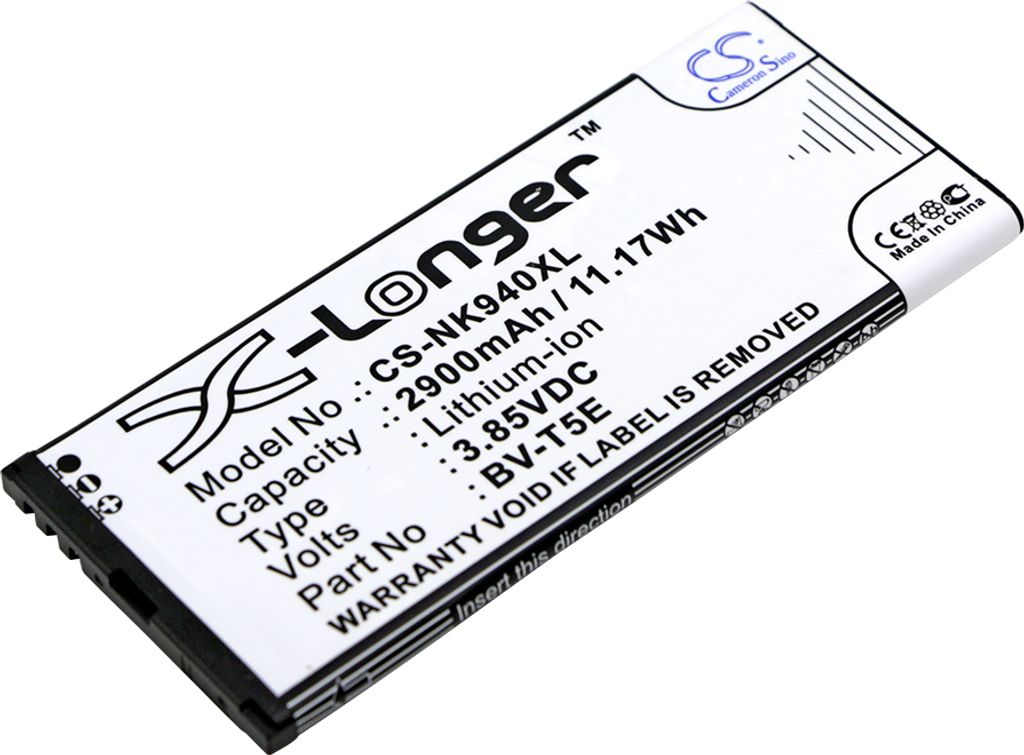 CS
Cameron Sino
X-Longer™
Model No : CS-NK940XL
Capacity : 2900mAh / 11.17Wh
Type : Lithium-ion
Volts : 3.85VDC
Part No : BV-T5E
WARRANTY VOID IF LABEL IS REMOVED
CE
Made in China
Insert this direction